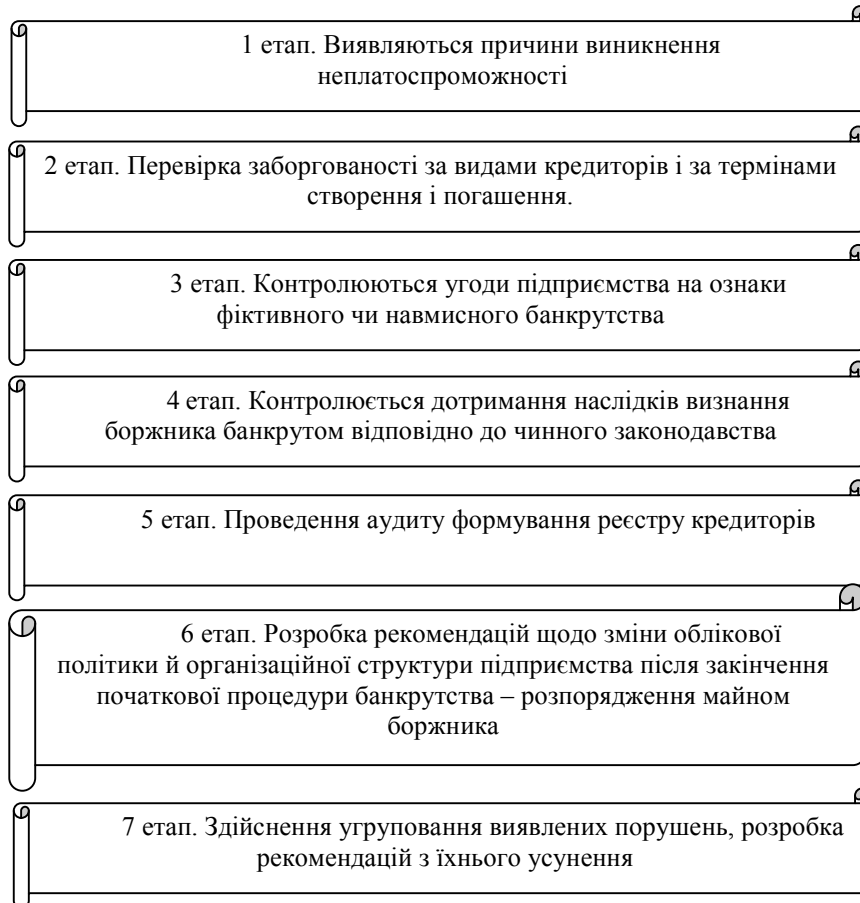 1 етап. Виявляються причини виникнення
неплатоспроможності
2 етап. Перевірка заборгованості за видами кредиторів і за термінами
створення і погашення.
3 етап. Контролюються угоди підприємства на ознаки
фіктивного чи навмисного банкрутства
4 етап. Контролюється дотримання наслідків визнання
боржника банкрутом відповідно до чинного законодавства
5 етап. Проведення аудиту формування реєстру кредиторів
6 етап. Розробка рекомендацій щодо зміни облікової
політики й організаційної структури підприємства після закінчення
початкової процедури банкрутства – розпорядження майном
боржника
7 етап. Здійснення угруповання виявлених порушень, розробка
рекомендацій з їхнього усунення